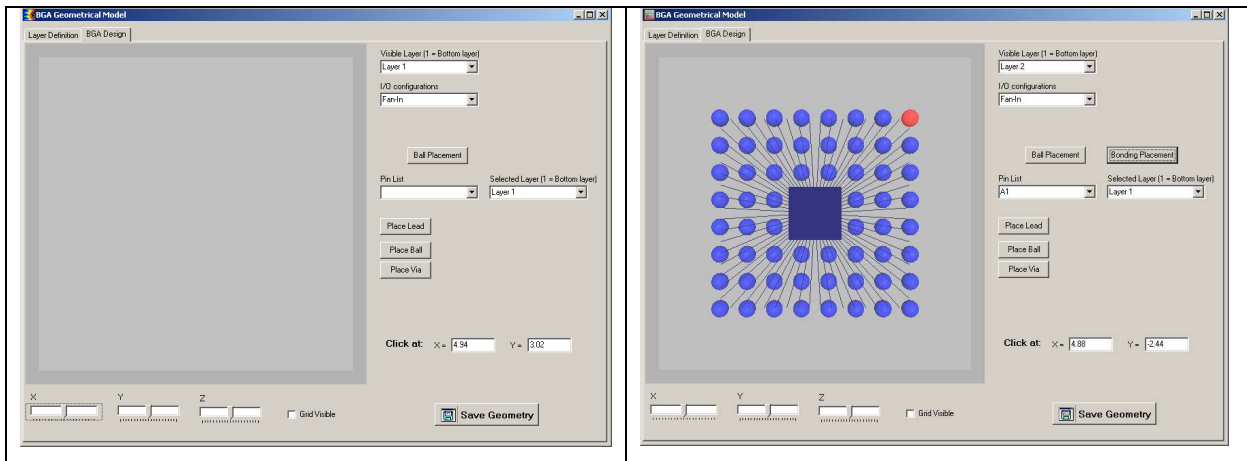 BGA Geometrical Model
Layer Definition BGA Design
Visible Layer (1 = Bottom layer)
Layer 1
I/O configurations
Fan-In
Ball Placement
Pin List Selected Layer (1 = Bottom layer)
Layer 1
Place Lead
Place Ball
Place Via
Click at: X = 4.94 Y = 3.02
X Y Z
Grid Visible Save Geometry
BGA Geometrical Model
Layer Definition BGA Design
Visible Layer (1 = Bottom layer)
Layer 2
I/O configurations
Fan-In
Ball Placement Bonding Placement
Pin List Selected Layer (1 = Bottom layer)
A1 Layer 1
Place Lead
Place Ball
Place Via
Click at: X = 4.88 Y = -2.44
X Y Z
Grid Visible Save Geometry